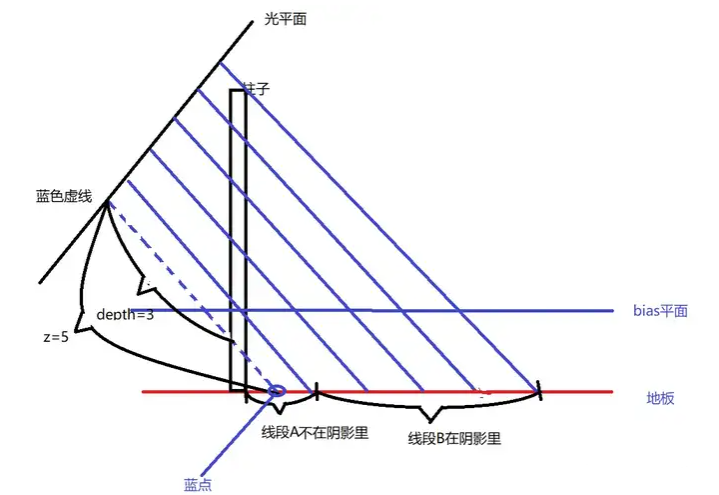 光平面
柱子
蓝色虚线
depth=3
bias平面
z=5
地板
线段A不在阴影里
线段B在阴影里
蓝点